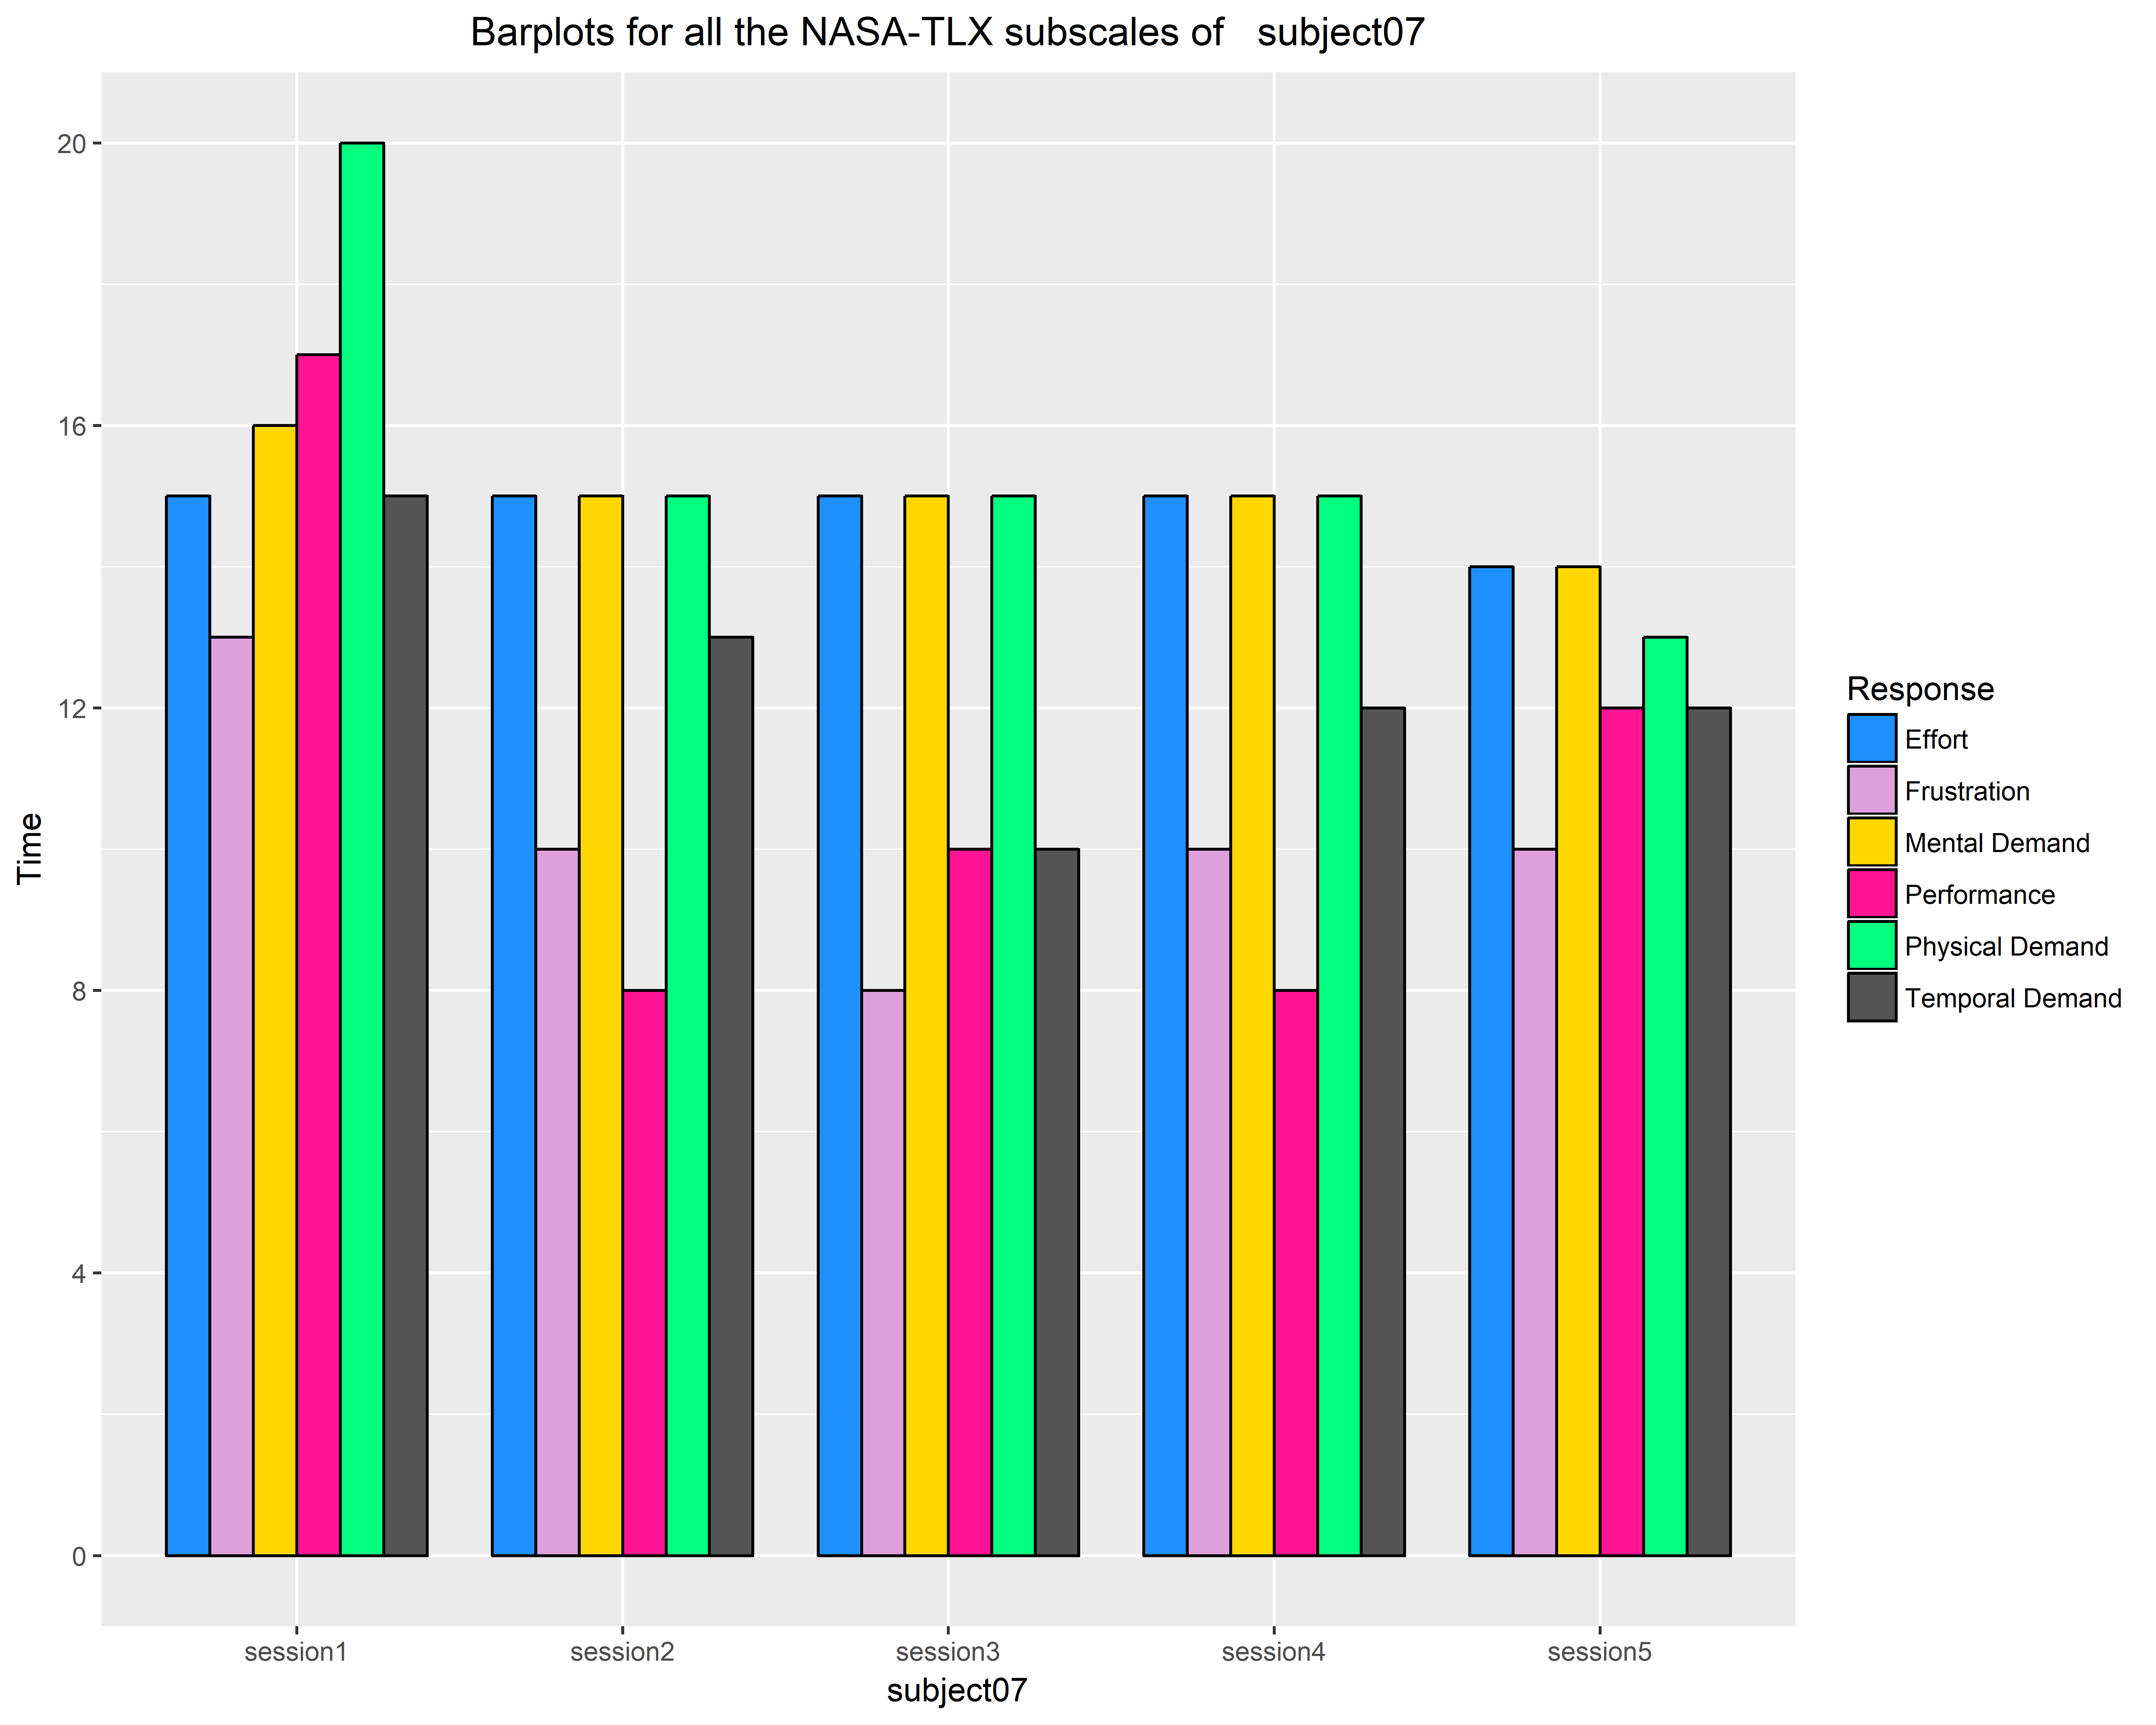 Barplots for all the NASA-TLX subscales of   subject07
Time
20
16
12
8
4
0
session1
session2
session3
session4
session5
subject07
Response
Effort
Frustration
Mental Demand
Performance
Physical Demand
Temporal Demand